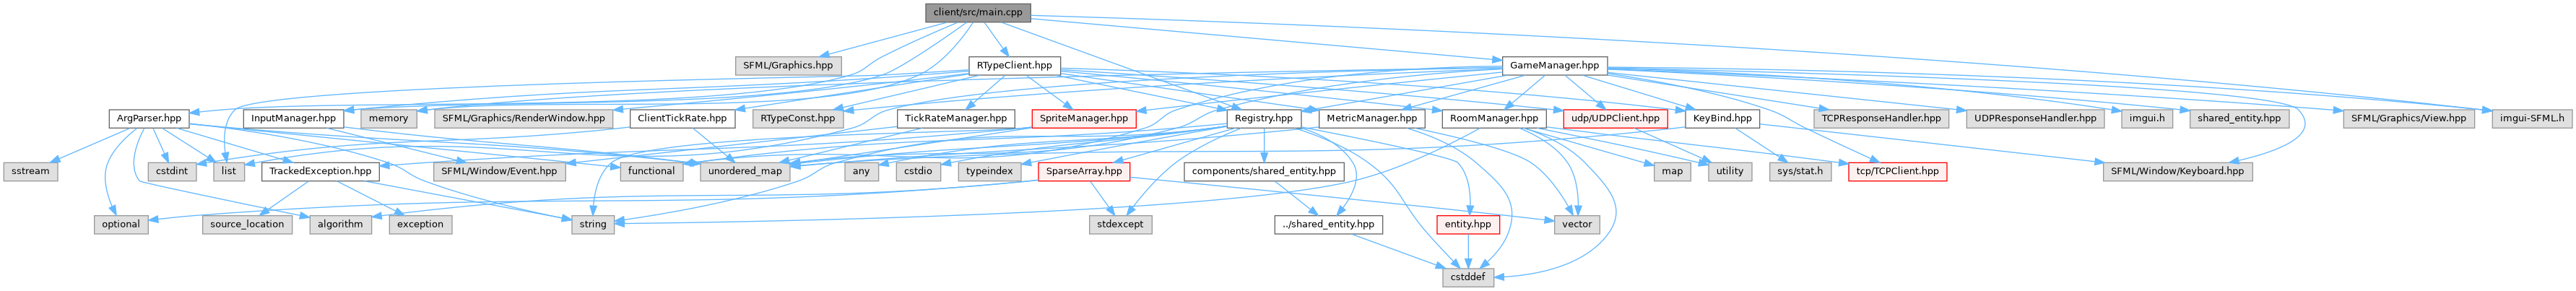 client/src/main.cpp
SFML/Graphics.hpp
RTypeClient.hpp
GameManager.hpp
ArgParser.hpp
InputManager.hpp
memory
SFML/Graphics/RenderWindow.hpp
ClientTickRate.hpp
RTypeConst.hpp
TickRateManager.hpp
SpriteManager.hpp
Registry.hpp
MetricManager.hpp
RoomManager.hpp
udp/UDPClient.hpp
KeyBind.hpp
TCPResponseHandler.hpp
UDPResponseHandler.hpp
imgui.h
shared_entity.hpp
SFML/Graphics/View.hpp
imgui-SFML.h
sstream
cstdint
list
TrackedException.hpp
SFML/Window/Event.hpp
functional
unordered_map
any
cstdio
typeindex
SparseArray.hpp
components/shared_entity.hpp
map
utility
sys/stat.h
tcp/TCPClient.hpp
SFML/Window/Keyboard.hpp
optional
source_location
algorithm
exception
string
stdexcept
../shared_entity.hpp
entity.hpp
vector
cstddef